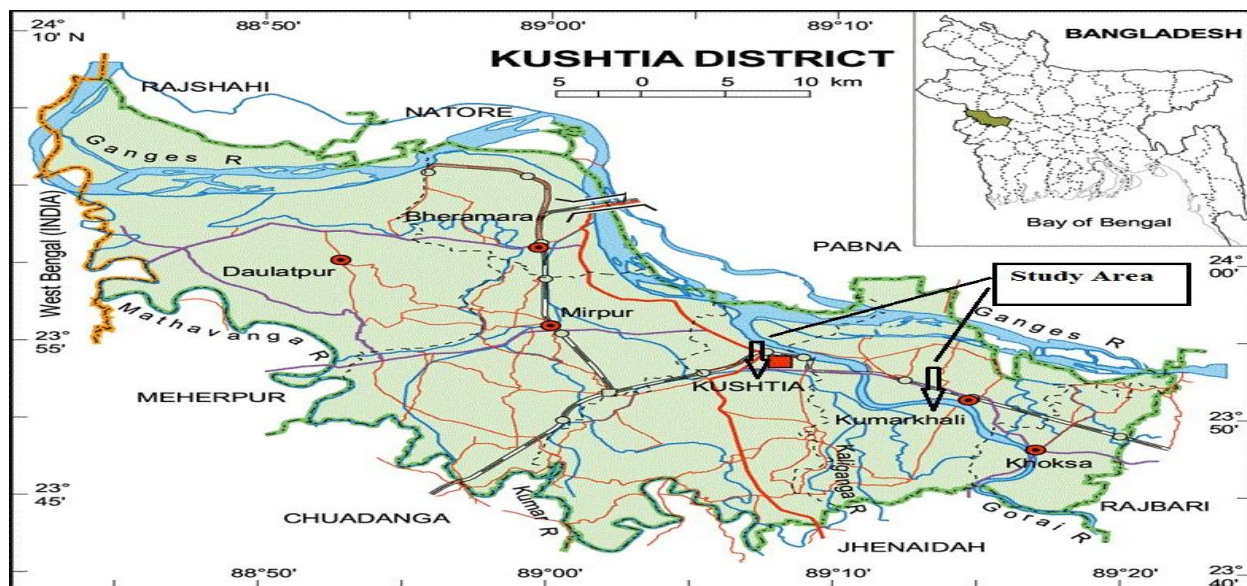 24°
10' N
88°50'
89°00'
89°10'
KUSHTIA DISTRICT
5 0 5 10 km
BANGLADESH
Bay of Bengal
RAJSHAHI
NATORE
Ganges R
West Bengal (INDIA)
Bheramara
PABNA
24°
00'
Study Area
Daulatpur
Mathavanga R
Mirpur
Ganges R
23°
55'
KUSHTIA
MEHERPUR
Kumarkhali
23°
50'
Kaliganga R
Khoksa
23°
45'
Kumar R
CHUADANGA
Gorai R
RAJBARI
JHENAIDAH
88°50'
89°00'
89°10'
89°20'
23°
40'